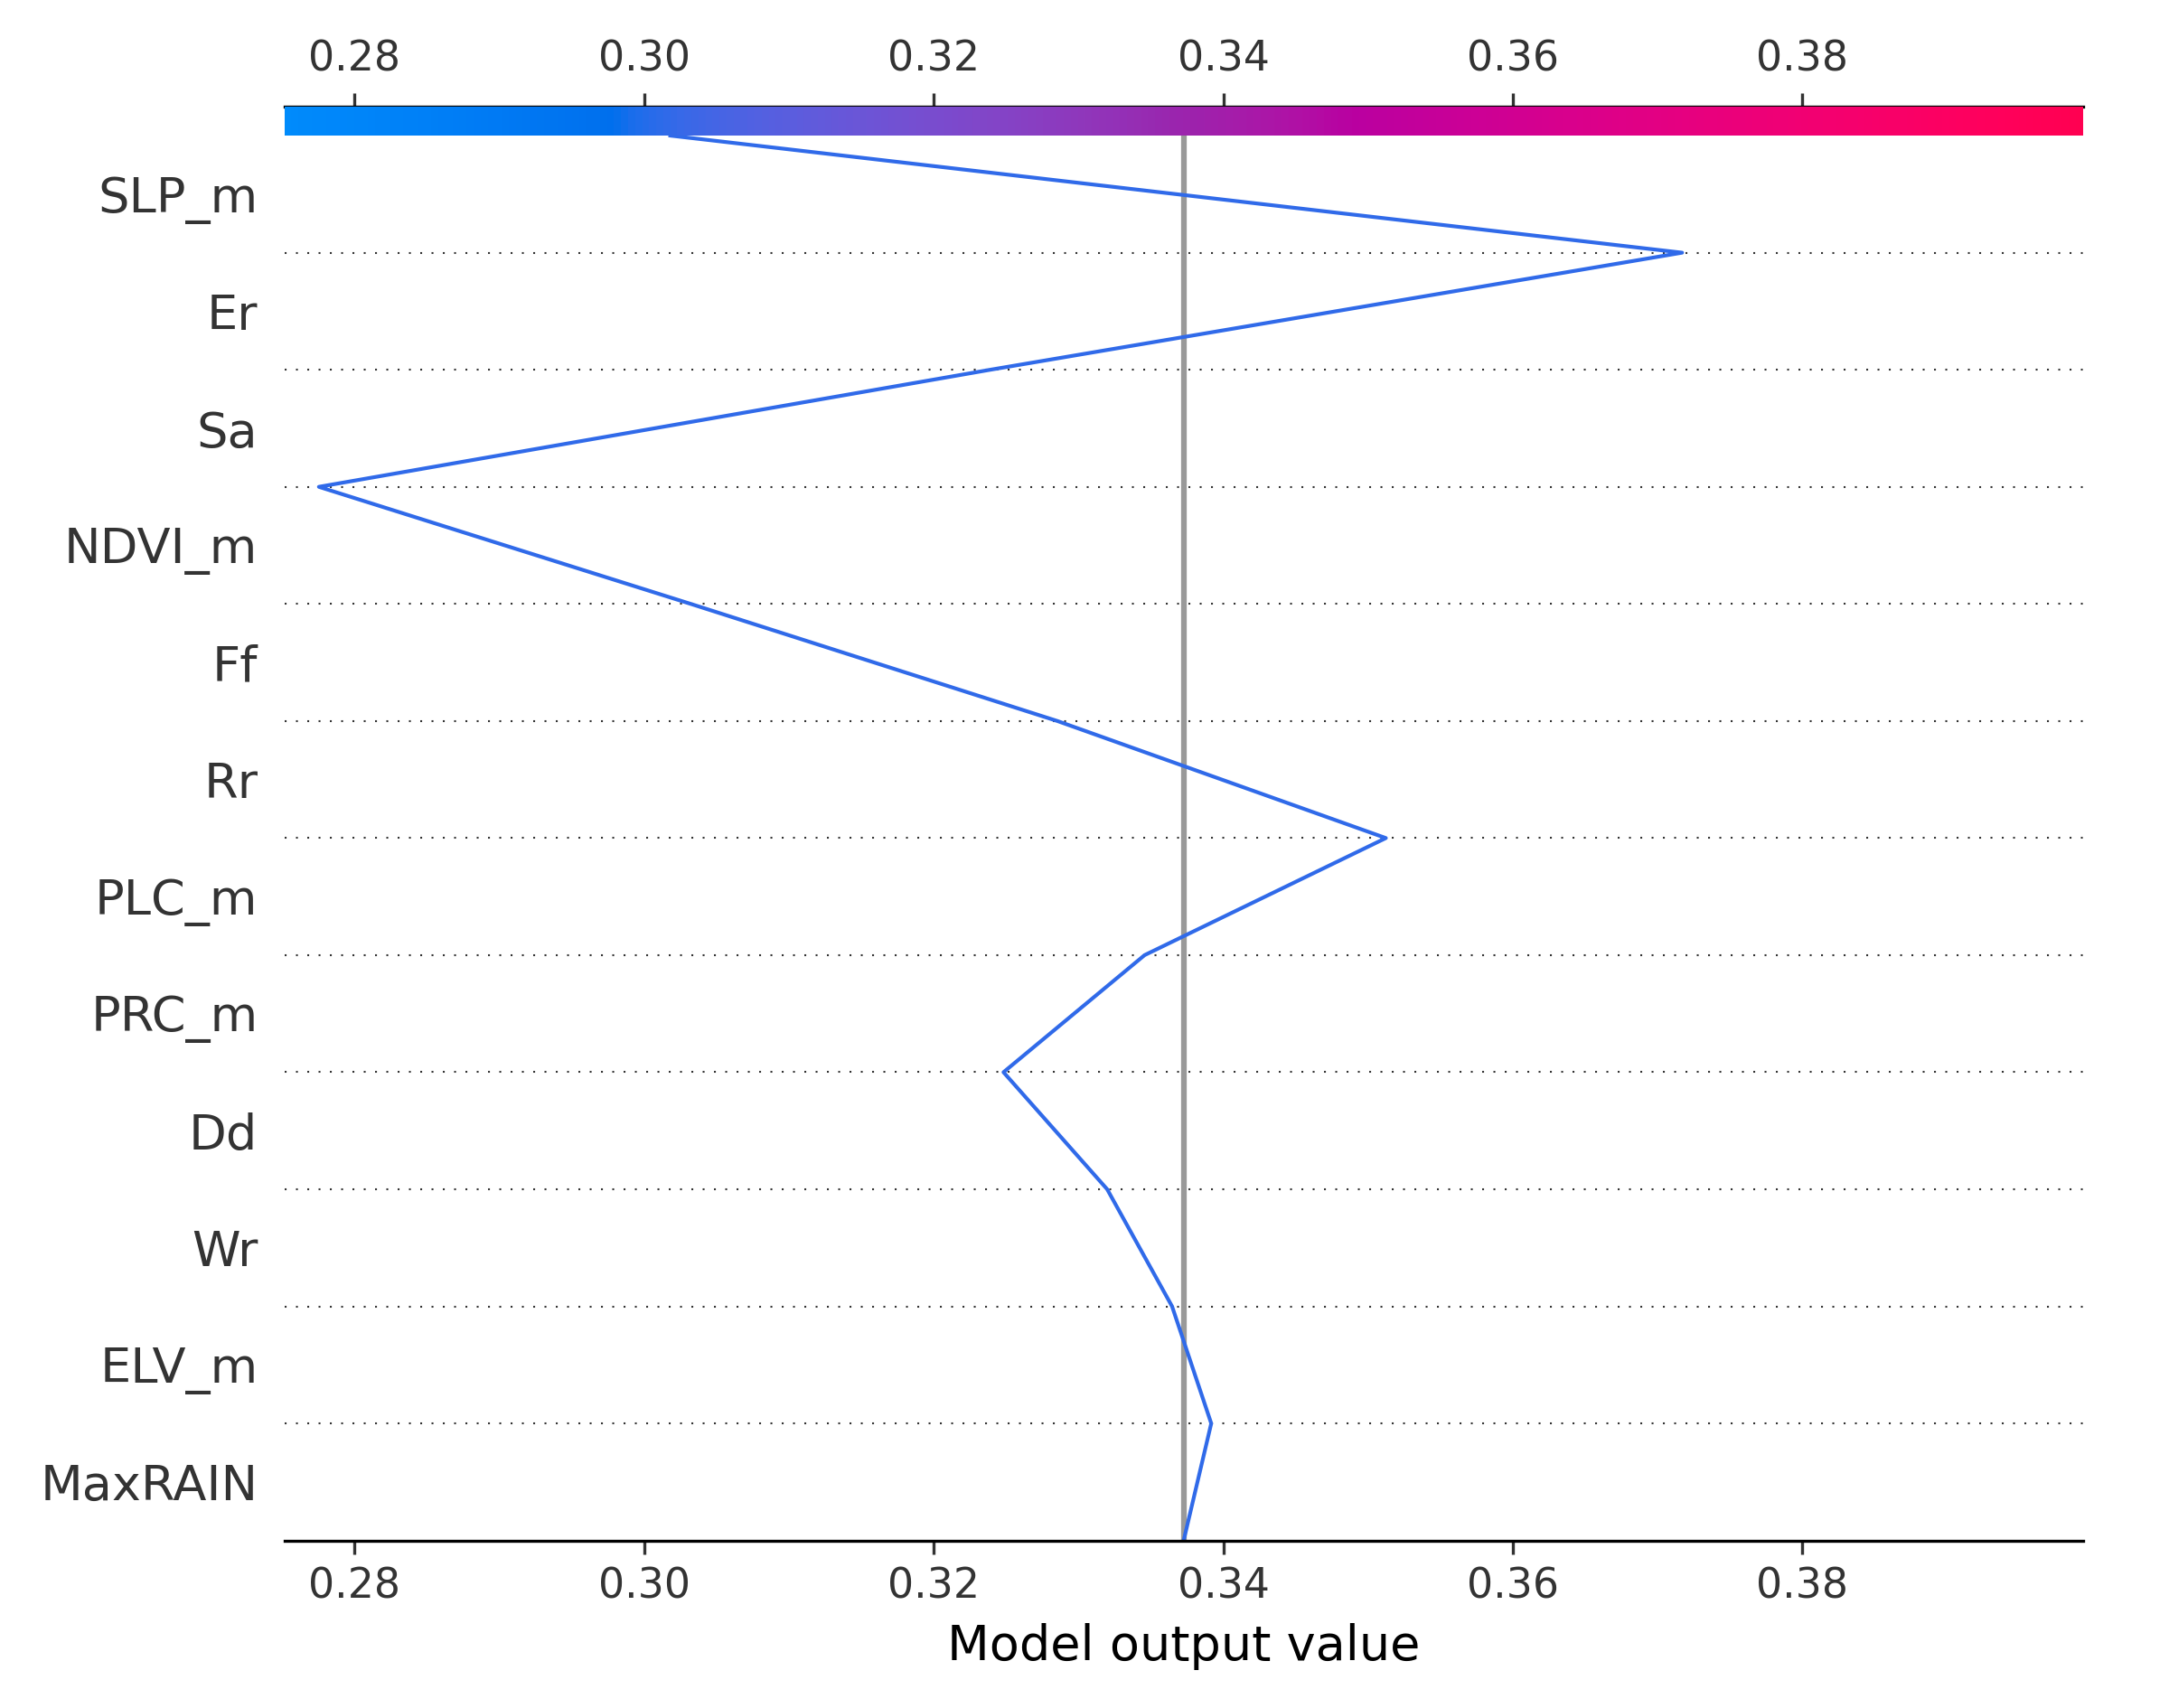 0.28 0.30 0.32 0.34 0.36 0.38
SLP_m
Er
Sa
NDVI_m
Ff
Rr
PLC_m
PRC_m
Dd
Wr
ELV_m
MaxRAIN
0.28 0.30 0.32 0.34 0.36 0.38
Model output value